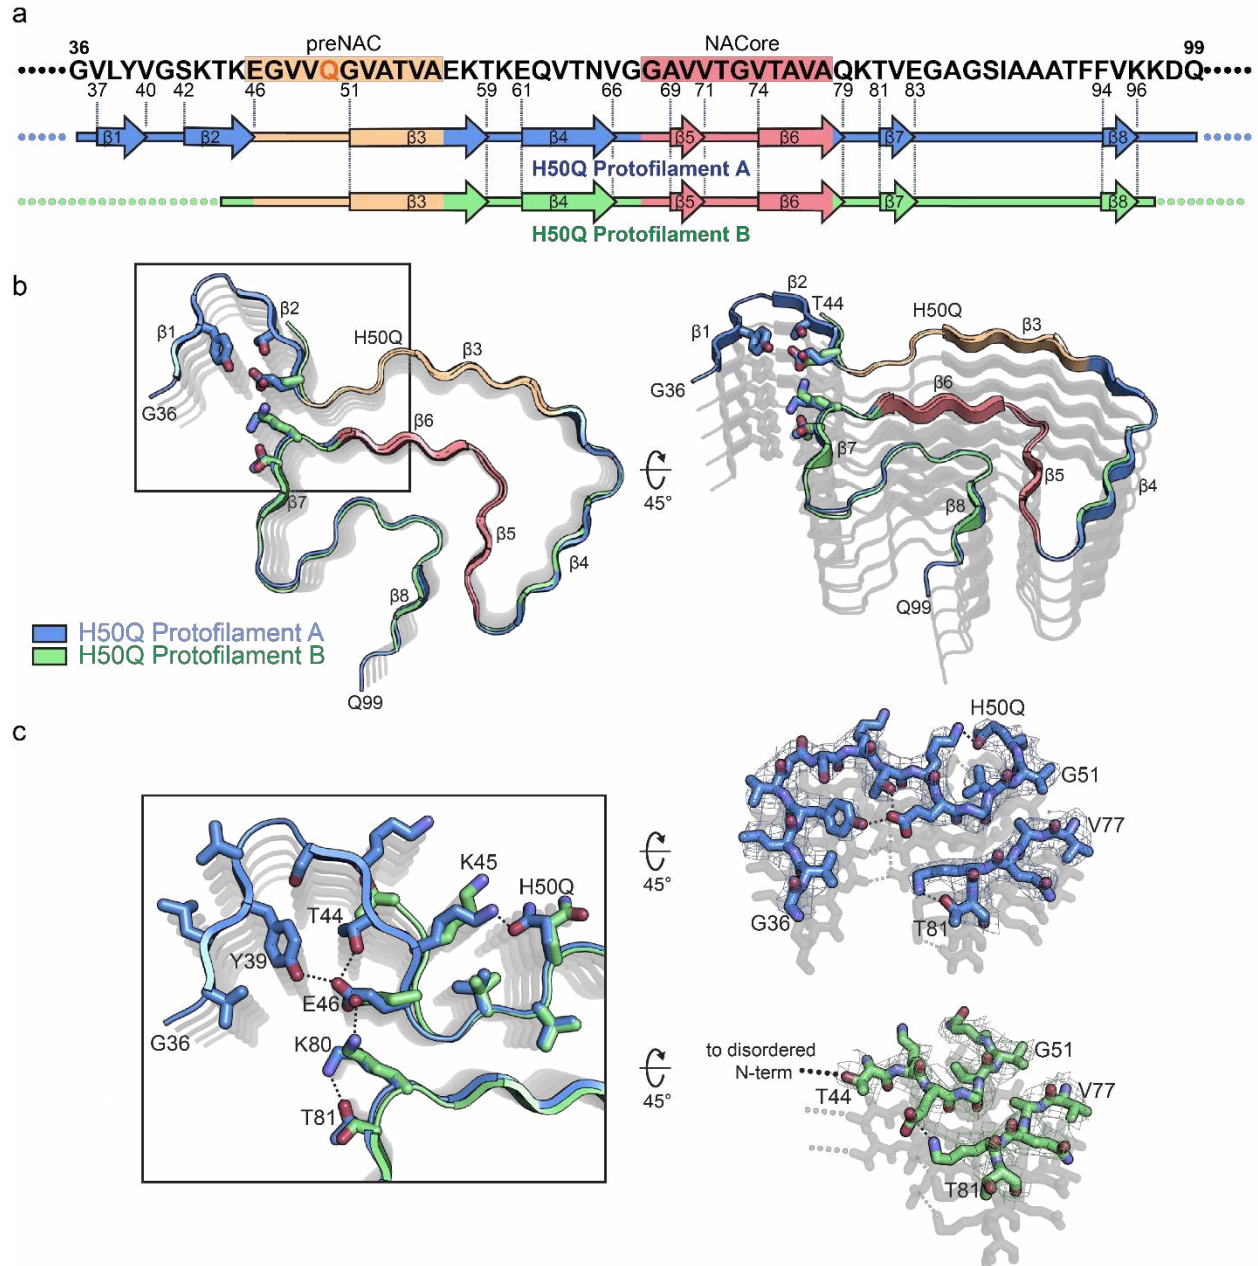 a
preNAC NACore
36 99
GVLYVGSKTKEGVVQGVATVAEKTKEQVTNVGGAVVTGVTAVAQKTVEGAGSIAAATFFVKKDQ
37 40 42 46 51 59 61 66 69 71 74 79 81 83 94 96
β1 β2 β3 β4 β5 β6 β7 β8
H50Q Protofilament A
β3 β4 β5 β6 β7 β8
H50Q Protofilament B
b
β1 β2 H50Q β3
G36
β6
β7
β5
β4
β8
Q99
45°
β2
T44
H50Q
β1
β3
G36
β6
β7
β5
β4
β8
Q99
H50Q Protofilament A
H50Q Protofilament B
c
K45
H50Q
T44
Y39
E46
G36
K80
T81
45°
H50Q
G51
V77
G36
T81
45°
to disordered
N-term
G51
T44
V77
T81